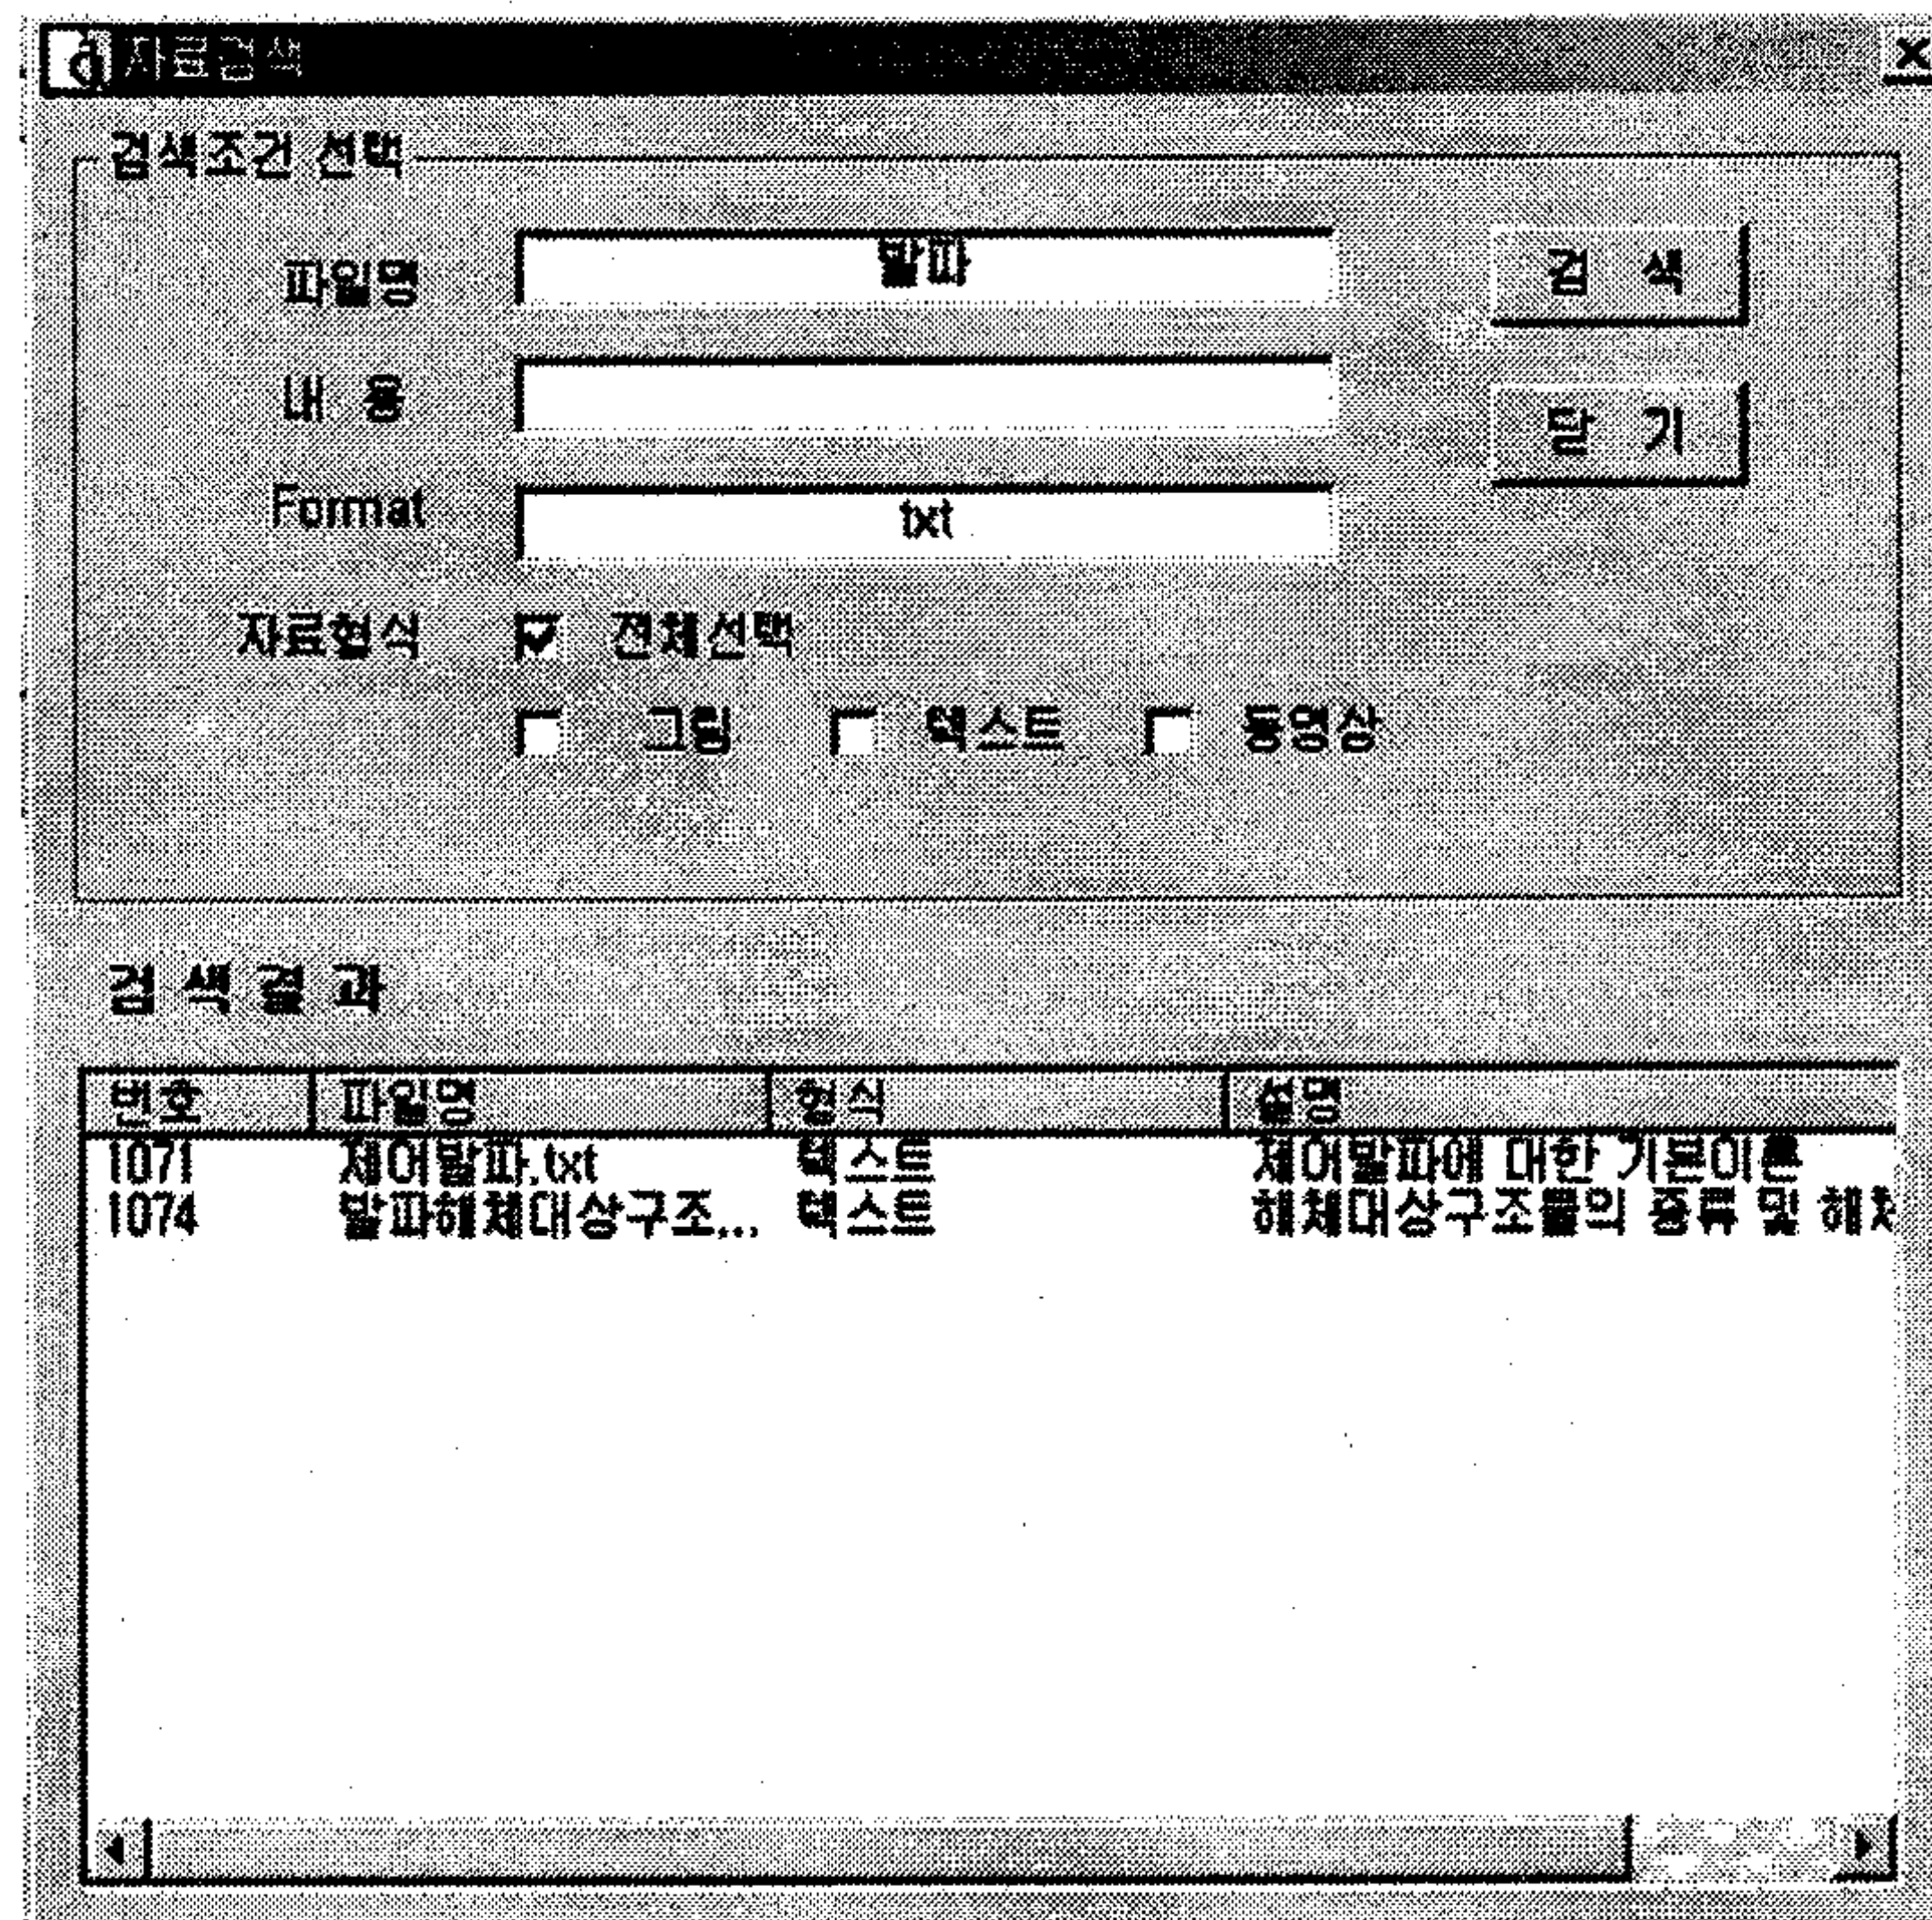 자료검색
검색조건 선택
파일명 발파 검 색
내 용 닫 기
Format txt
자료형식 전체선택
그림 텍스트 동영상
검 색 결 과
번호 파일명 형식 설명
1071 제어발파.txt 텍스트 제어발파에 대한 기본이론
1074 발파해체대상구조... 텍스트 해체대상구조물의 종류 및 해체